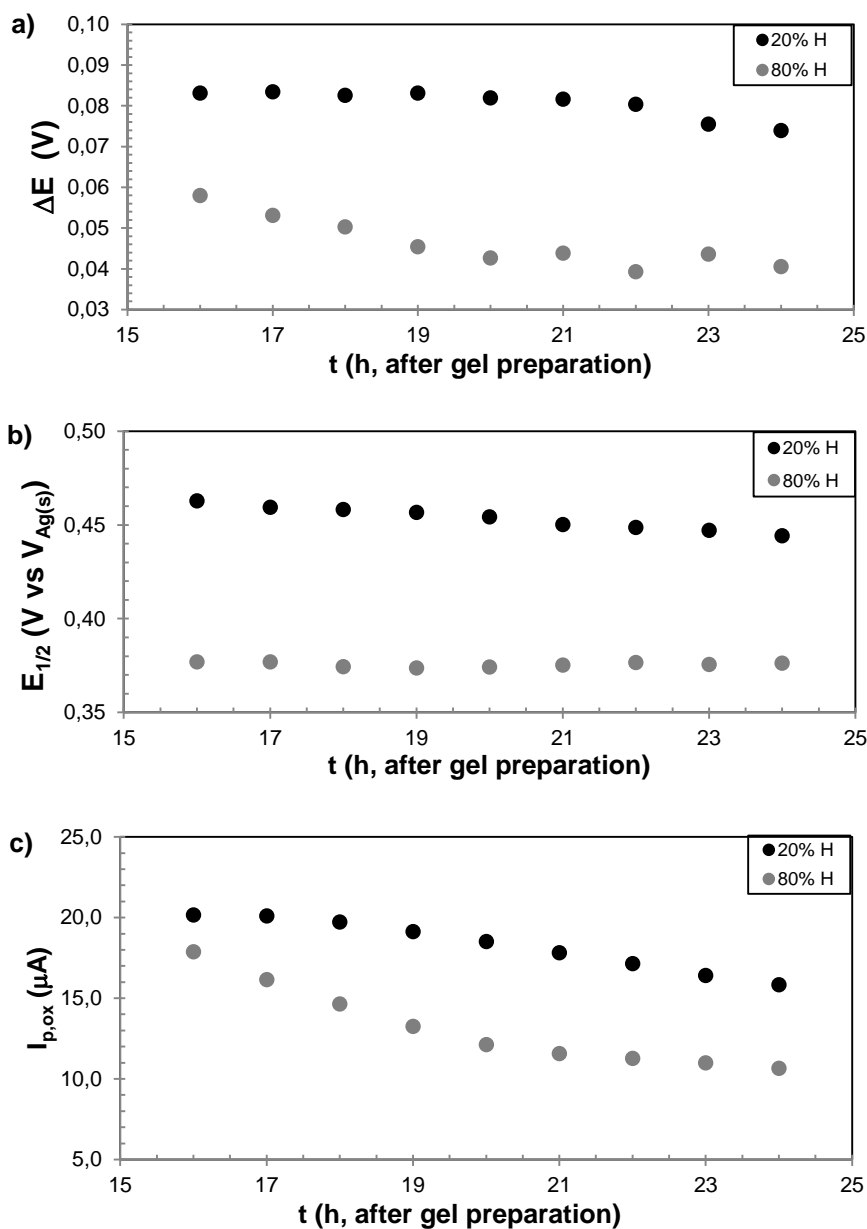 a)
0,10
0,09
0,08
0,07
0,06
0,05
0,04
0,03
ΔE (V)
20% H
80% H
15 17 19 21 23 25
t (h, after gel preparation)
b)
0,50
0,45
0,40
0,35
E1/2 (V vs VAg(s)
20% H
80% H
15 17 19 21 23 25
t (h, after gel preparation)
c)
25,0
20,0
15,0
10,0
5,0
Ip,ox (μA)
20% H
80% H
15 17 19 21 23 25
t (h, after gel preparation)